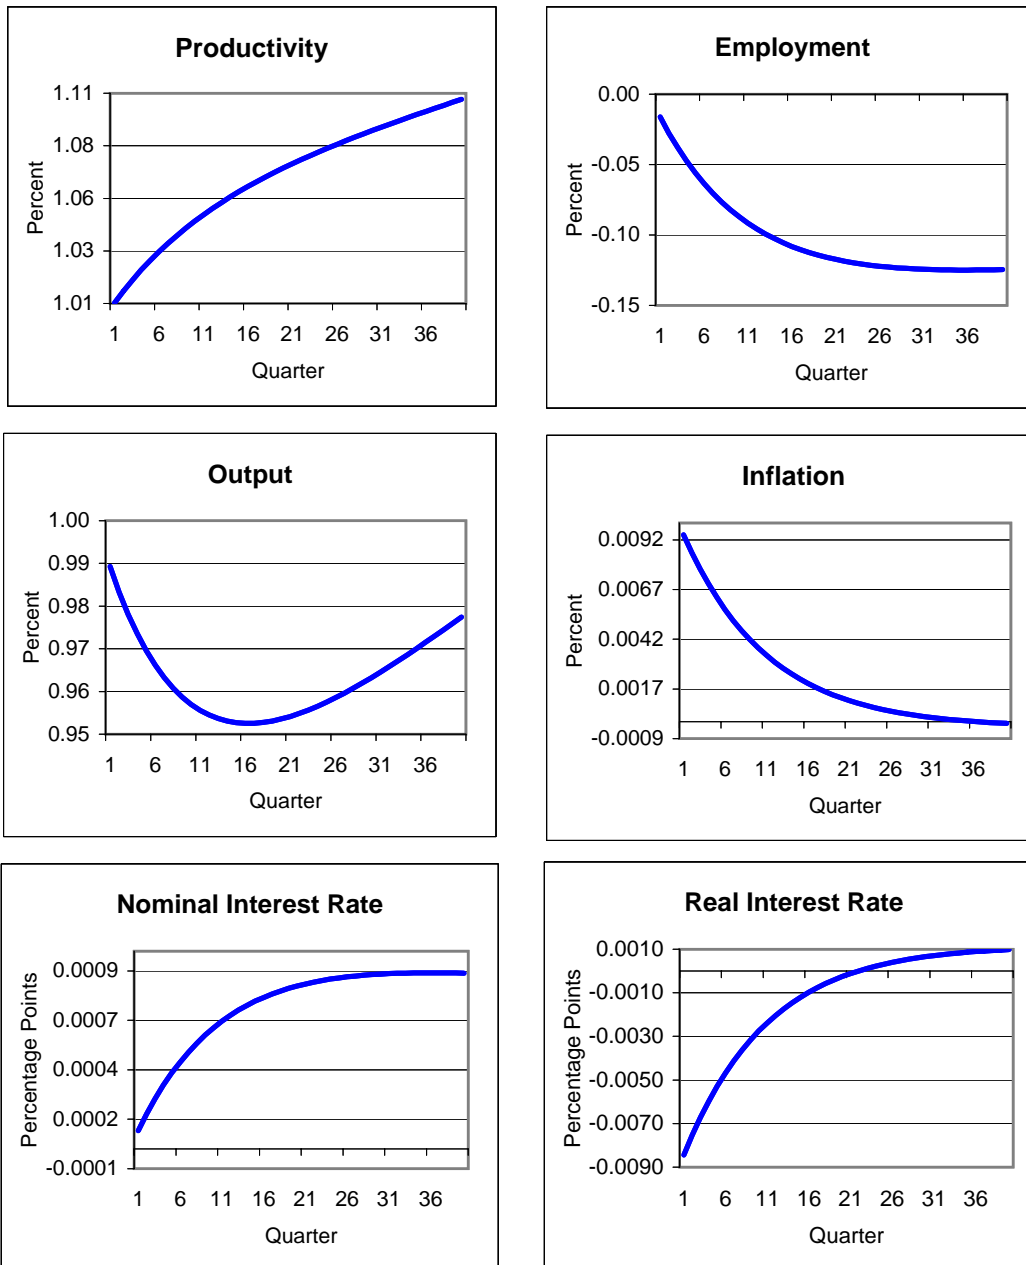 Productivity
1.11
1.08
1.06
1.03
1.01
Percent
1 6 11 16 21 26 31 36
Quarter
Employment
0.00
-0.05
-0.10
-0.15
Percent
1 6 11 16 21 26 31 36
Quarter
Output
1.00
0.99
0.98
0.97
0.96
0.95
Percent
1 6 11 16 21 26 31 36
Quarter
Inflation
0.0092
0.0067
0.0042
0.0017
-0.0009
Percent
1 6 11 16 21 26 31 36
Quarter
Nominal Interest Rate
0.0009
0.0007
0.0004
0.0002
-0.0001
Percentage Points
1 6 11 16 21 26 31 36
Quarter
Real Interest Rate
0.0010
-0.0010
-0.0030
-0.0050
-0.0070
-0.0090
Percentage Points
1 6 11 16 21 26 31 36
Quarter